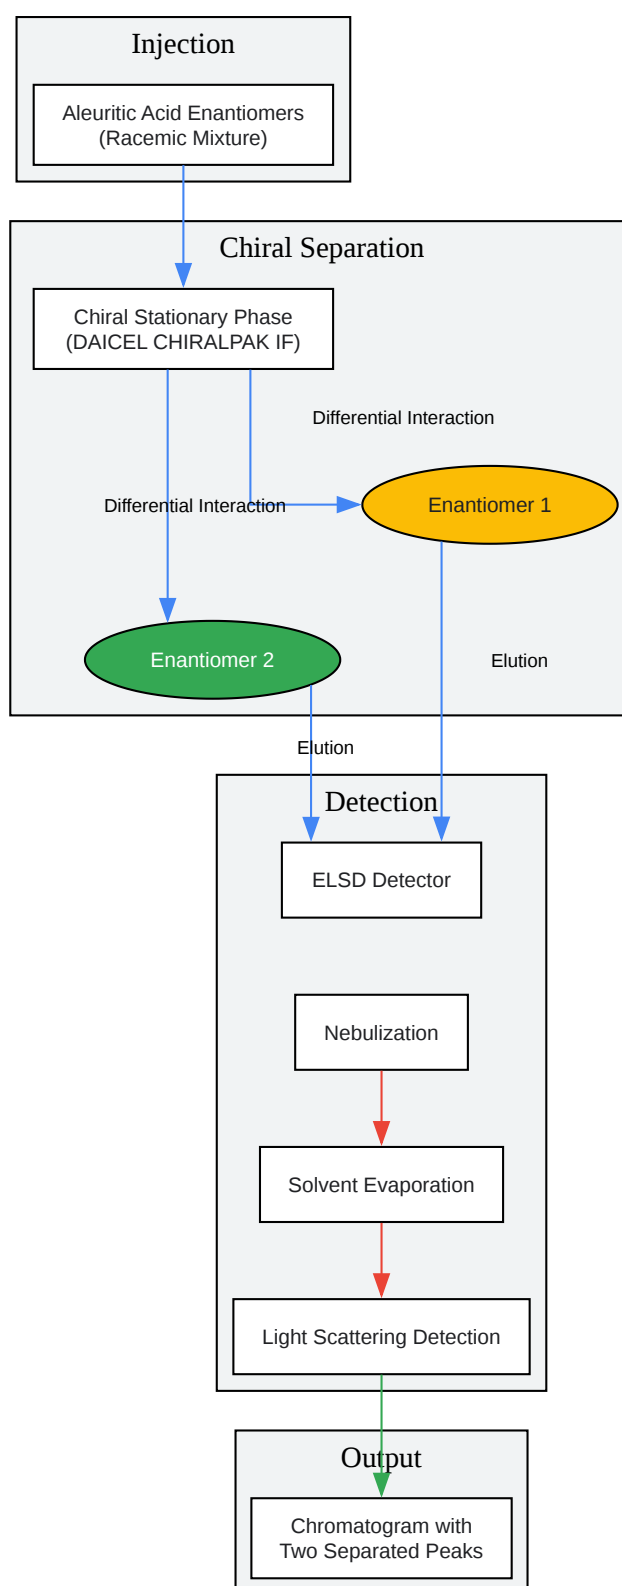 Injection
Aleuritic Acid Enantiomers
(Racemic Mixture)
Chiral Separation
Chiral Stationary Phase
(DAICEL CHIRALPAK IF)
Differential Interaction
Differential Interaction
Enantiomer 1
Enantiomer 2
Elution
Elution
Detection
ELSD Detector
Nebulization
Solvent Evaporation
Light Scattering Detection
Output
Chromatogram with
Two Separated Peaks